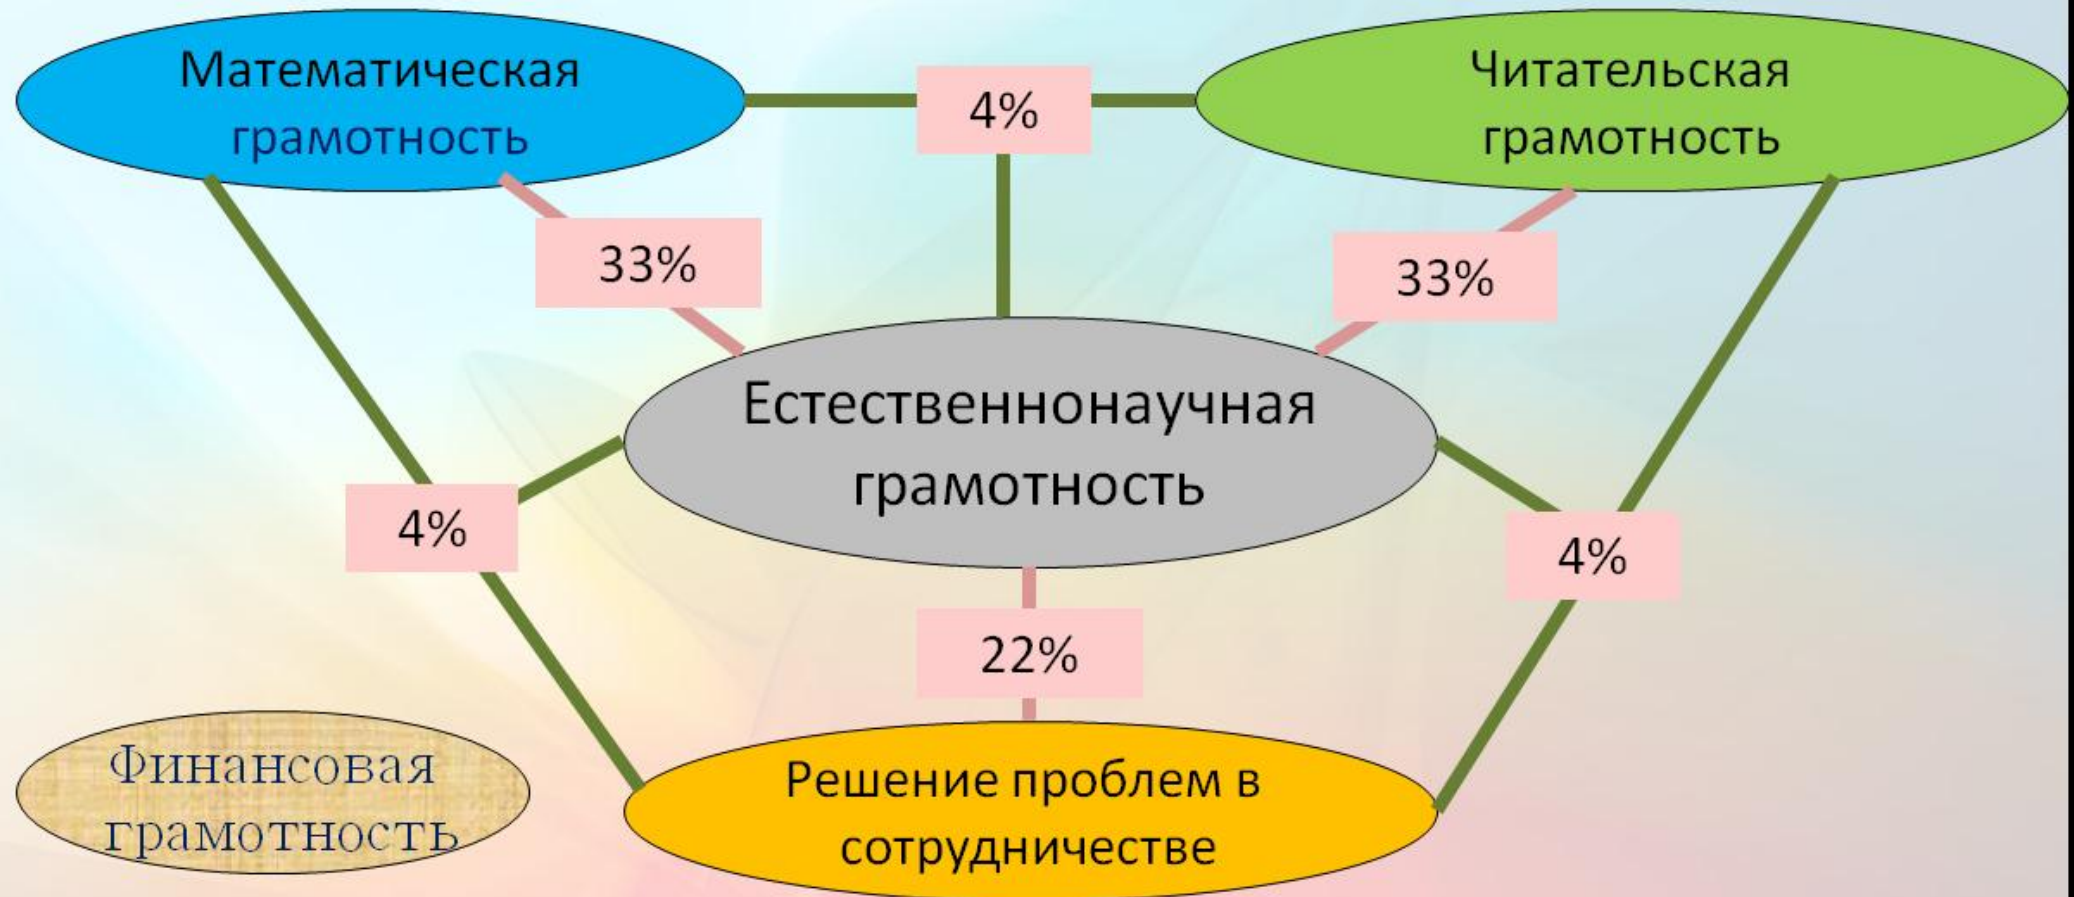 Математическая
грамотность
4%
Читательская
грамотность
33%
33%
Естественнонаучная
грамотность
4%
4%
22%
Финансовая
грамотность
Решение проблем в
сотрудничестве